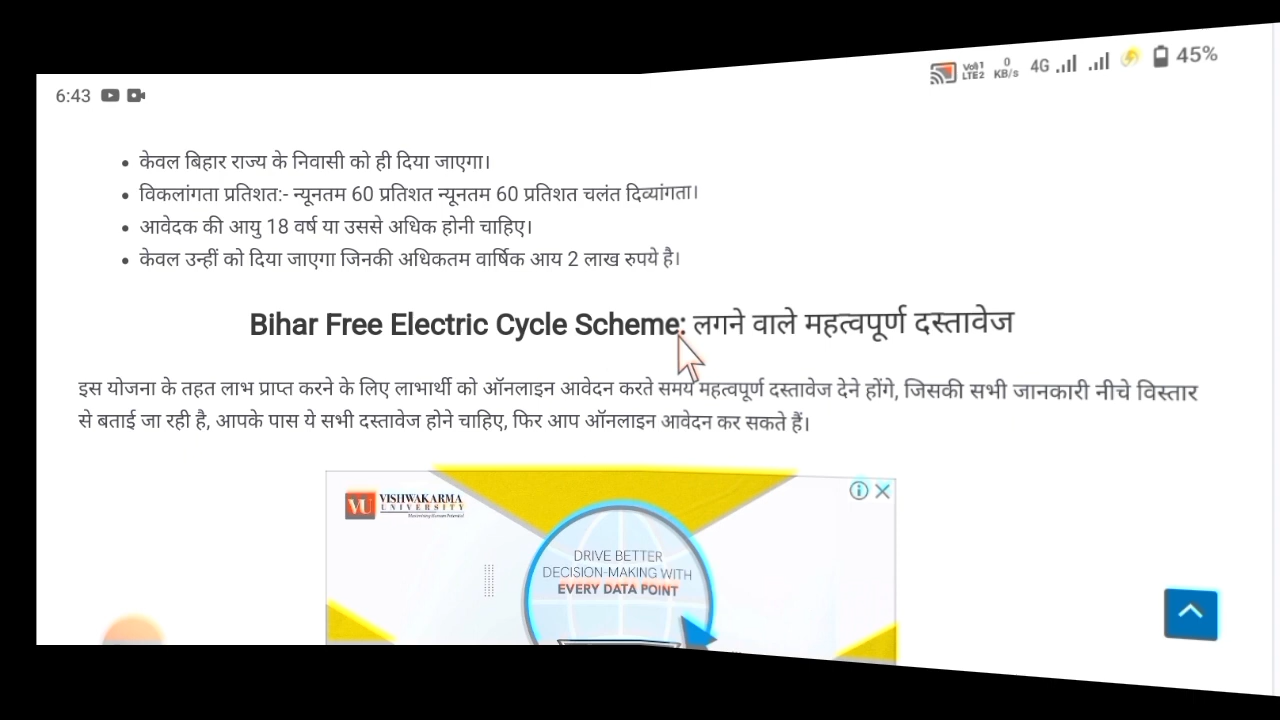 6:43
Vol1 LTE2 0 KB/s 4G 45%
केवल बिहार राज्य के निवासी को ही दिया जाएगा।
विकलांगता प्रतिशत:- न्यूनतम 60 प्रतिशत न्यूनतम 60 प्रतिशत चलंत दिव्यांगता।
आवेदक की आयु 18 वर्ष या उससे अधिक होनी चाहिए।
केवल उन्हीं को दिया जाएगा जिनकी अधिकतम वार्षिक आय 2 लाख रुपये है।
Bihar Free Electric Cycle Scheme: लगने वाले महत्वपूर्ण दस्तावेज
इस योजना के तहत लाभ प्राप्त करने के लिए लाभार्थी को ऑनलाइन आवेदन करते समय महत्वपूर्ण दस्तावेज देने होंगे, जिसकी सभी जानकारी नीचे विस्तार
से बताई जा रही है, आपके पास ये सभी दस्तावेज होने चाहिए, फिर आप ऑनलाइन आवेदन कर सकते हैं।
VU VISHWAKARMA
UNIVERSITY
DRIVE BETTER
DECISION-MAKING WITH
EVERY DATA POINT